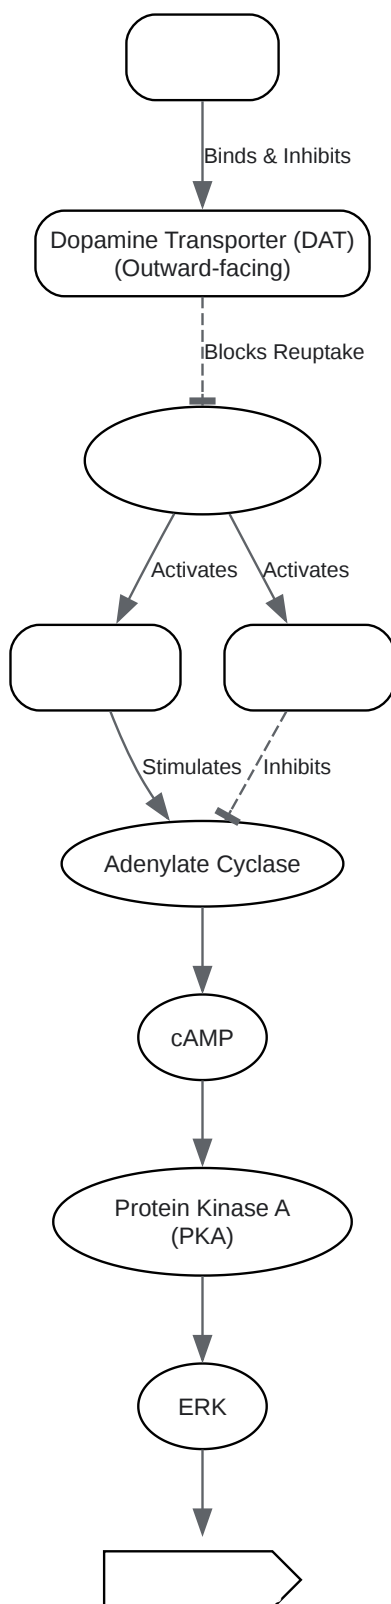 Binds & Inhibits
Dopamine Transporter (DAT)
(Outward-facing)
Blocks Reuptake
Activates
Activates
Stimulates
Inhibits
Adenylate Cyclase
cAMP
Protein Kinase A
(PKA)
ERK